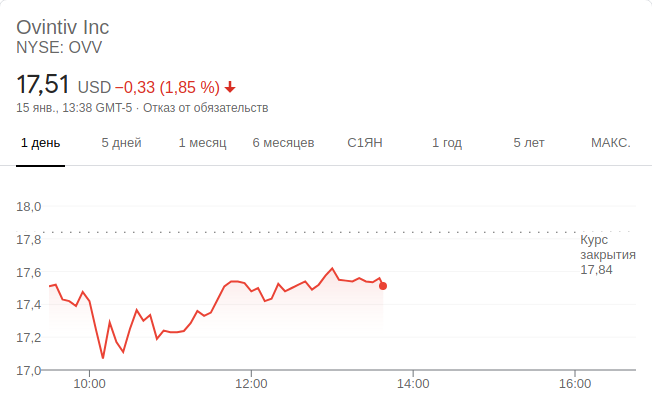 Ovintiv Inc
NYSE: OVV
17,51 USD −0,33 (1,85 %)
15 янв., 13:38 GMT-5 · Отказ от обязательств
1 день 5 дней 1 месяц 6 месяцев С1ЯН 1 год 5 лет МАКС.
18,0
17,8
17,6
17,4
17,2
17,0
Курс
закрытия
17,84
10:00 12:00 14:00 16:00